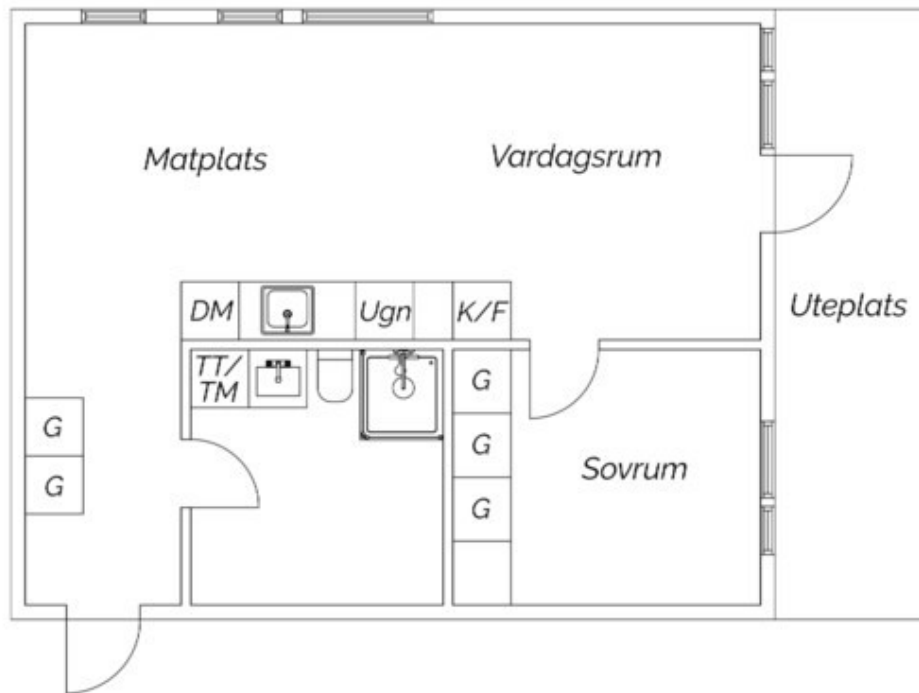 Matplats
Vardagsrum
Uteplats
DM
Ugn
K/F
TT/
TM
G
G
G
G
G
Sovrum